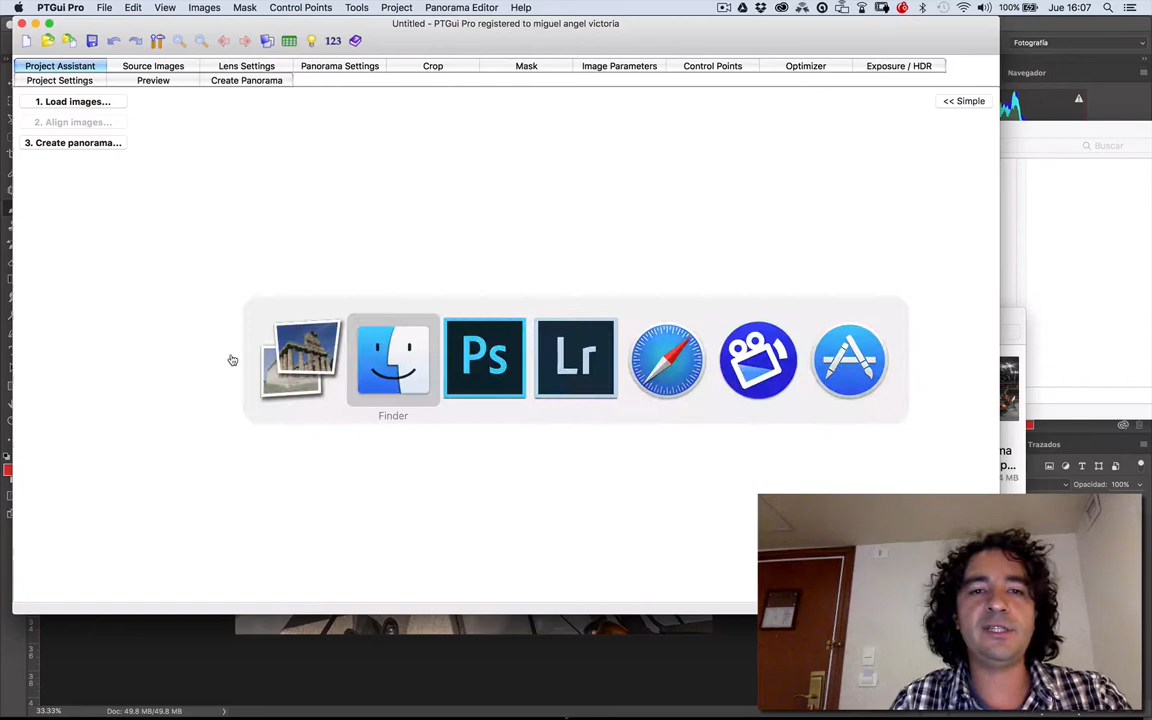 PTGui Pro File Edit View Images Mask Control Points Tools Project Panorama Editor Help 100% Jue 16:07
Untitled - PTGui Pro registered to miguel angel victoria
Fotografía
123
Project Assistant Source Images Lens Settings Panorama Settings Crop Mask Image Parameters Control Points Optimizer Exposure / HDR
Navegador
Project Settings Preview Create Panorama
1. Load images... << Simple
2. Align images...
3. Create panorama...
Buscar
Ps Lr
Finder
Trazados
Opacidad: 100%
33.33% Doc: 49.8 MB/49.8 MB